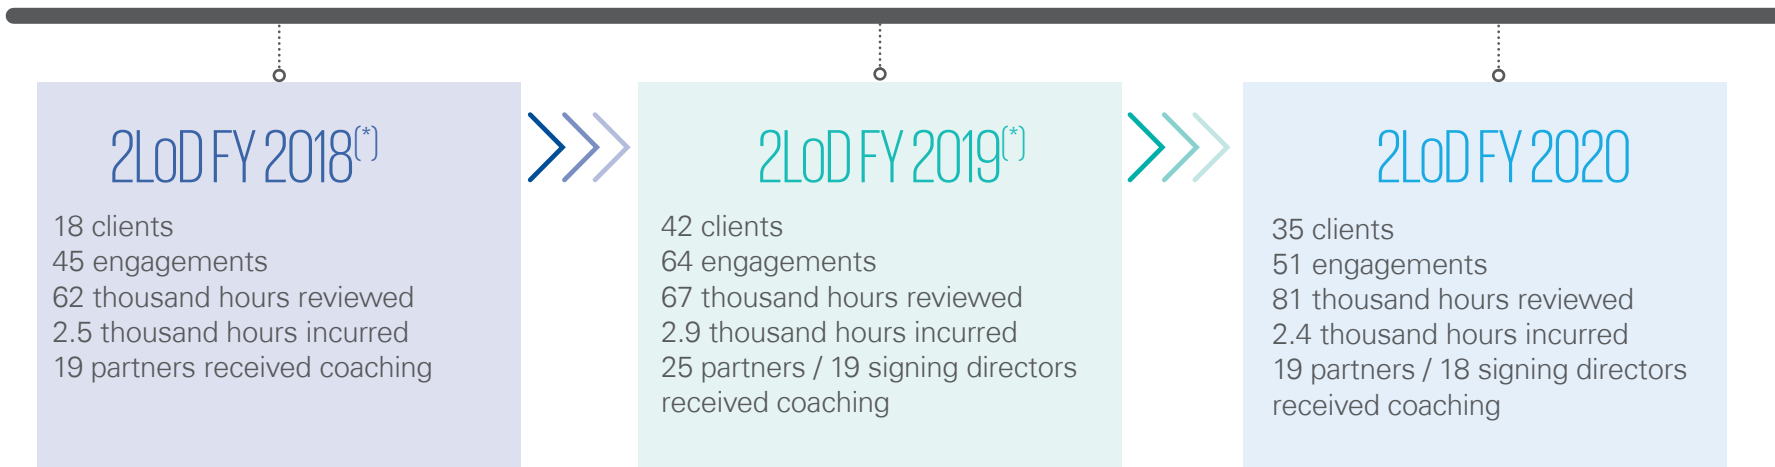 2LoD FY 2018(*)
18 clients
45 engagements
62 thousand hours reviewed
2.5 thousand hours incurred
19 partners received coaching
2LoD FY 2019(*)
42 clients
64 engagements
67 thousand hours reviewed
2.9 thousand hours incurred
25 partners / 19 signing directors
received coaching
2LoD FY 2020
35 clients
51 engagements
81 thousand hours reviewed
2.4 thousand hours incurred
19 partners / 18 signing directors
received coaching